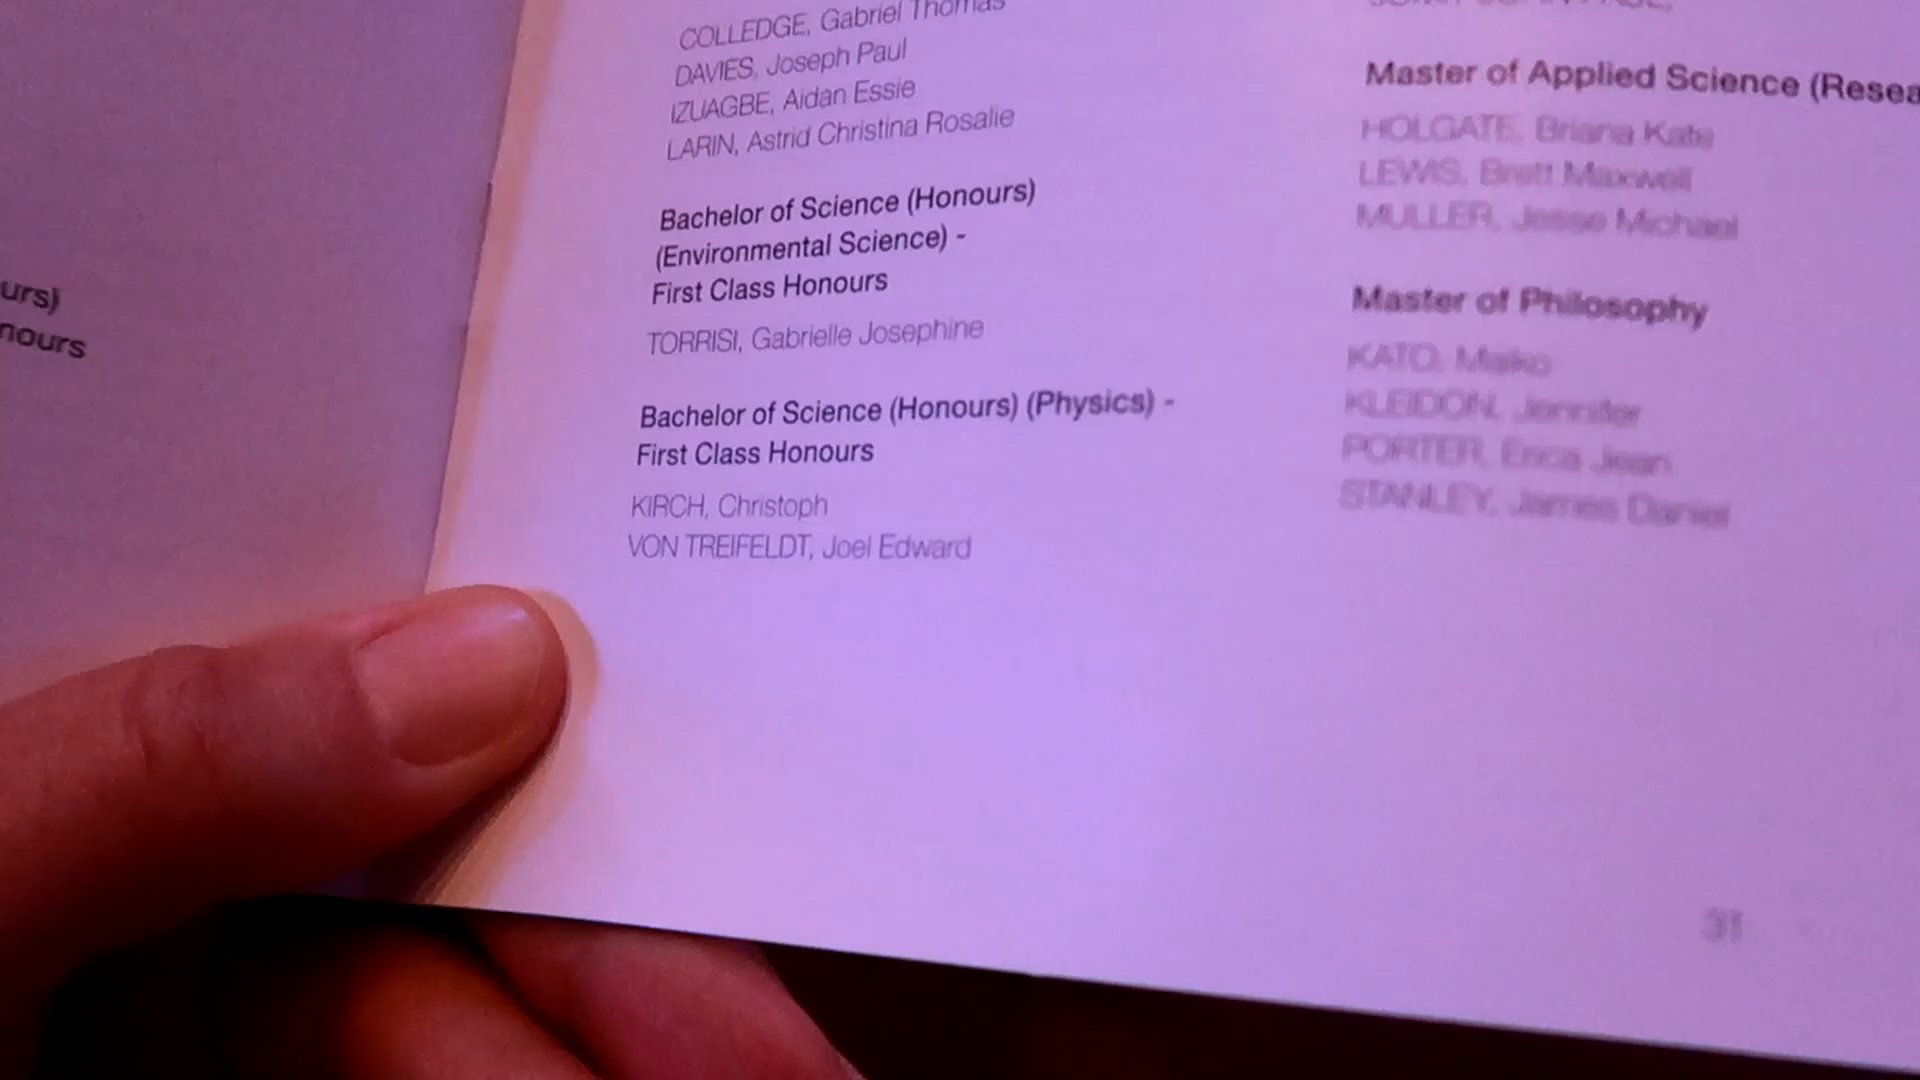 urs)
nours
COLLEDGE, Gabriel Thomas
DAVIES, Joseph Paul
IZUAGBE, Aidan Essie
LARIN, Astrid Christina Rosalie
Bachelor of Science (Honours)
(Environmental Science) -
First Class Honours
TORRISI, Gabrielle Josephine
Bachelor of Science (Honours) (Physics) -
First Class Honours
KIRCH, Christoph
VON TREIFELDT, Joel Edward
Master of Applied Science (Resea
HOLGATE, Briana Kate
LEWIS, Brett Maxwell
MULLER, Jesse Michael
Master of Philosophy
KATO, Maiko
KLEIDON, Jennifer
PORTER, Erica Jean
STANLEY, James Daniel
31